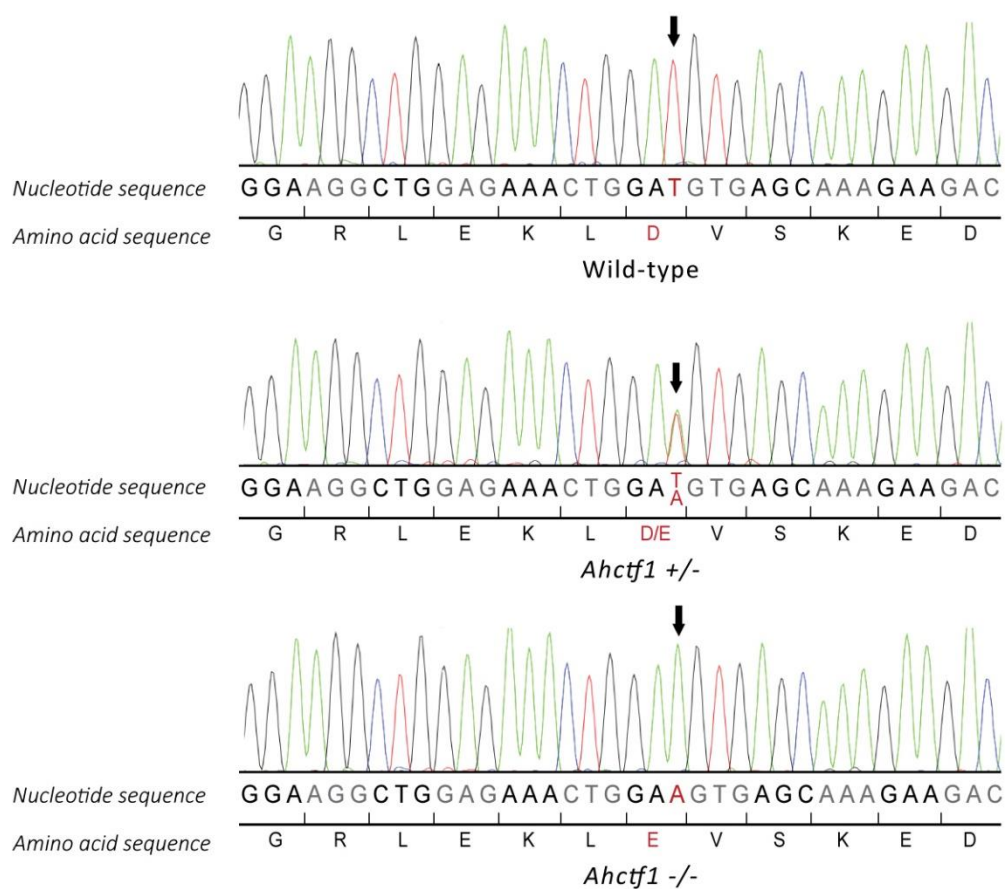 Nucleotide sequence GGAAGGCTGGAGAAACTGGATGTGAGCAAAGAAGAC
Amino acid sequence G R L E K L D V S K E D
Wild-type
Nucleotide sequence GGAAGGCTGGAGAAACTGGA T/A GTGAGCAAAGAAGAC
Amino acid sequence G R L E K L D/E V S K E D
Ahctf1 +/-
Nucleotide sequence GGAAGGCTGGAGAAACTGGAAGTGAGCAAAGAAGAC
Amino acid sequence G R L E K L E V S K E D
Ahctf1 -/-